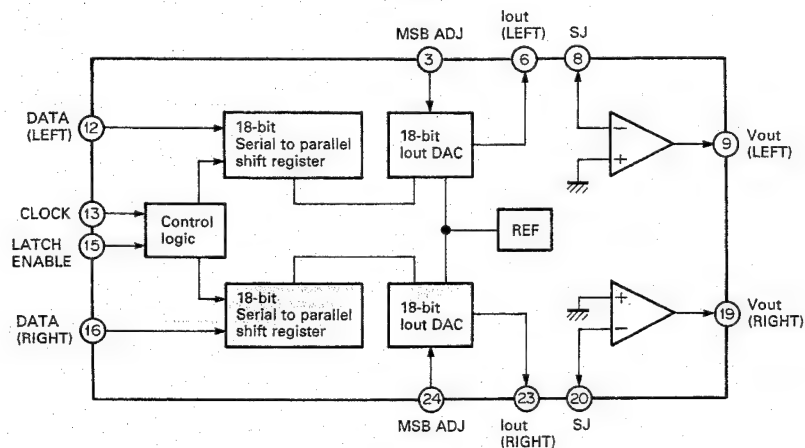 MSB ADJ
Iout
(LEFT)
SJ
3
6
8
DATA
(LEFT)
12
18-bit
Serial to parallel
shift register
18-bit
Iout DAC
−
+
9
Vout
(LEFT)
CLOCK
13
Control
logic
LATCH
ENABLE
15
REF
DATA
(RIGHT)
16
18-bit
Serial to parallel
shift register
18-bit
Iout DAC
+
−
19
Vout
(RIGHT)
24
23
20
MSB ADJ
Iout
(RIGHT)
SJ